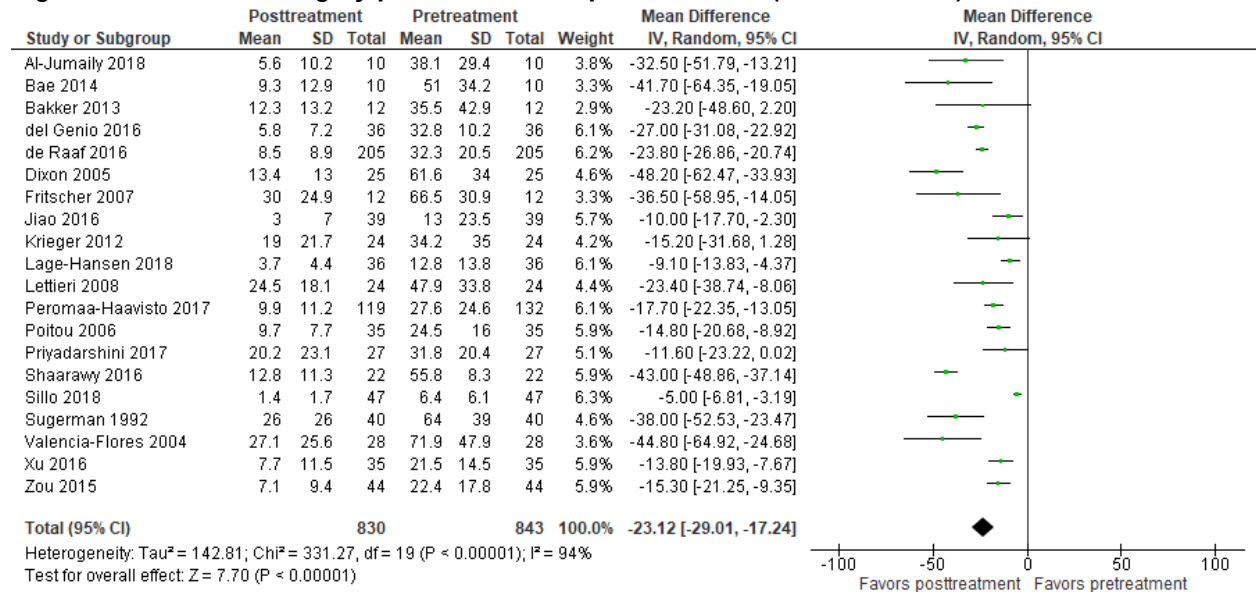 Posttreatment Pretreatment Mean Difference Mean Difference
Study or Subgroup Mean SD Total Mean SD Total Weight IV, Random, 95% CI IV, Random, 95% CI
Al-Jumaily 2018 5.6 10.2 10 38.1 29.4 10 3.8% -32.50 [-51.79, -13.21]
Bae 2014 9.3 12.9 10 51 34.2 10 3.3% -41.70 [-64.35, -19.05]
Bakker 2013 12.3 13.2 12 35.5 42.9 12 2.9% -23.20 [-48.60, 2.20]
del Genio 2016 5.8 7.2 36 32.8 10.2 36 6.1% -27.00 [-31.08, -22.92]
de Raaf 2016 8.5 8.9 205 32.3 20.5 205 6.2% -23.80 [-26.86, -20.74]
Dixon 2005 13.4 13 25 61.6 34 25 4.6% -48.20 [-62.47, -33.93]
Fritscher 2007 30 24.9 12 66.5 30.9 12 3.3% -36.50 [-58.95, -14.05]
Jiao 2016 3 7 39 13 23.5 39 5.7% -10.00 [-17.70, -2.30]
Krieger 2012 19 21.7 24 34.2 35 24 4.2% -15.20 [-31.68, 1.28]
Lage-Hansen 2018 3.7 4.4 36 12.8 13.8 36 6.1% -9.10 [-13.83, -4.37]
Lettieri 2008 24.5 18.1 24 47.9 33.8 24 4.4% -23.40 [-38.74, -8.06]
Peromaa-Haavisto 2017 9.9 11.2 119 27.6 24.6 132 6.1% -17.70 [-22.35, -13.05]
Poitou 2006 9.7 7.7 35 24.5 16 35 5.9% -14.80 [-20.68, -8.92]
Priyadarshini 2017 20.2 23.1 27 31.8 20.4 27 5.1% -11.60 [-23.22, 0.02]
Shaarawy 2016 12.8 11.3 22 55.8 8.3 22 5.9% -43.00 [-48.86, -37.14]
Sillo 2018 1.4 1.7 47 6.4 6.1 47 6.3% -5.00 [-6.81, -3.19]
Sugerman 1992 26 26 40 64 39 40 4.5% -38.00 [-52.53, -23.47]
Valencia-Flores 2004 27.1 25.6 28 71.9 47.9 28 3.6% -44.80 [-64.92, -24.68]
Xu 2016 7.7 11.5 35 21.5 14.5 35 5.9% -13.80 [-19.93, -7.67]
Zou 2015 7.1 9.4 44 22.4 17.8 44 5.9% -15.30 [-21.25, -9.35]
Total (95% CI) 830 843 100.0% -23.12 [-29.01, -17.24]
Heterogeneity: Tau² = 142.81; Chi² = 331.27, df = 19 (P < 0.00001); I² = 94%
Test for overall effect: Z = 7.70 (P < 0.00001)
-100 -50 0 50 100
Favors posttreatment Favors pretreatment